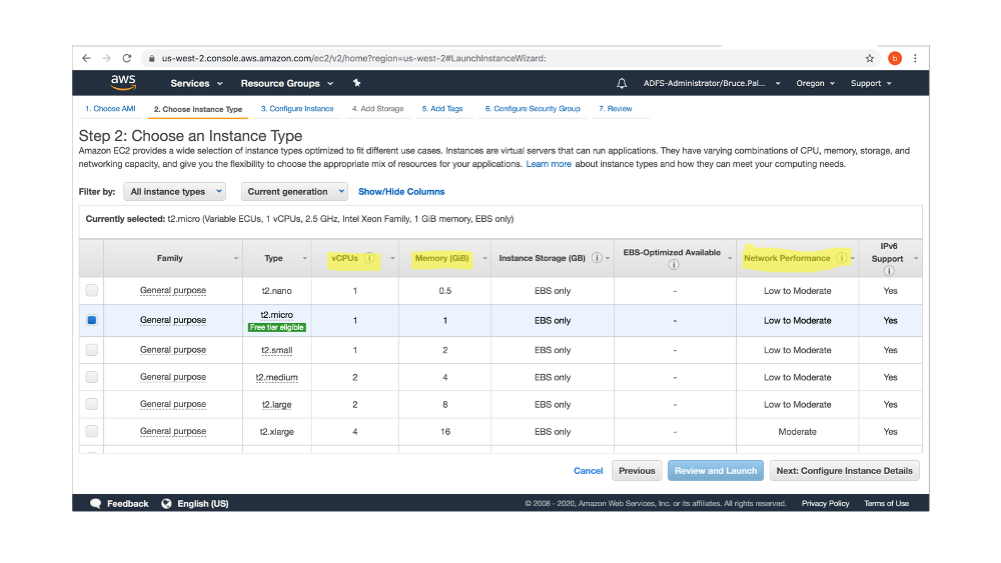 us-west-2.console.aws.amazon.com/ec2/v2/home?region=us-west-2#LaunchInstanceWizard:
b
aws Services Resource Groups ADFS-Administrator/Bruce.Pal... Oregon Support
1. Choose AMI 2. Choose Instance Type 3. Configure Instance 4. Add Storage 5. Add Tags 6. Configure Security Group 7. Review
Step 2: Choose an Instance Type
Amazon EC2 provides a wide selection of instance types optimized to fit different use cases. Instances are virtual servers that can run applications. They have varying combinations of CPU, memory, storage, and
networking capacity, and give you the flexibility to choose the appropriate mix of resources for your applications. Learn more about instance types and how they can meet your computing needs.
Filter by: All instance types Current generation Show/Hide Columns
Currently selected: t2.micro (Variable ECUs, 1 vCPUs, 2.5 GHz, Intel Xeon Family, 1 GiB memory, EBS only)
Family Type vCPUs Memory (GiB) Instance Storage (GB) EBS-Optimized Available Network Performance IPv6 Support
General purpose t2.nano 1 0.5 EBS only - Low to Moderate Yes
General purpose t2.micro 1 1 EBS only - Low to Moderate Yes
Free tier eligible
General purpose t2.small 1 2 EBS only - Low to Moderate Yes
General purpose t2.medium 2 4 EBS only - Low to Moderate Yes
General purpose t2.large 2 8 EBS only - Low to Moderate Yes
General purpose t2.xlarge 4 16 EBS only - Moderate Yes
Cancel Previous Review and Launch Next: Configure Instance Details
Feedback English (US) © 2008 - 2020, Amazon Web Services, Inc. or its affiliates. All rights reserved. Privacy Policy Terms of Use